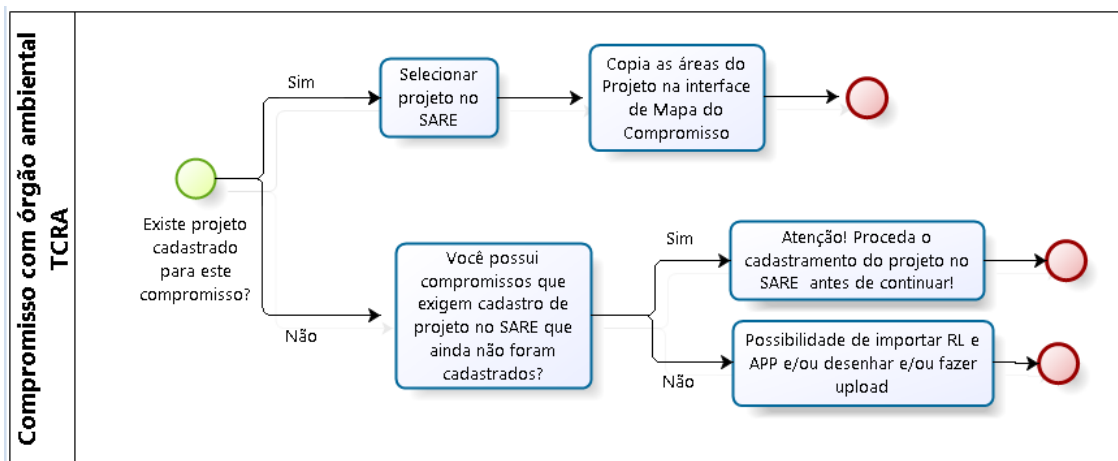 Compromisso com órgão ambiental
TCRA
Existe projeto
cadastrado
para este
compromisso?
Sim
Selecionar
projeto no
SARE
Copia as áreas do
Projeto na interface
de Mapa do
Compromisso
Não
Você possui
compromissos que
exigem cadastro de
projeto no SARE que
ainda não foram
cadastrados?
Sim
Atenção! Proceda o
cadastramento do projeto no
SARE antes de continuar!
Não
Possibilidade de importar RL e
APP e/ou desenhar e/ou fazer
upload